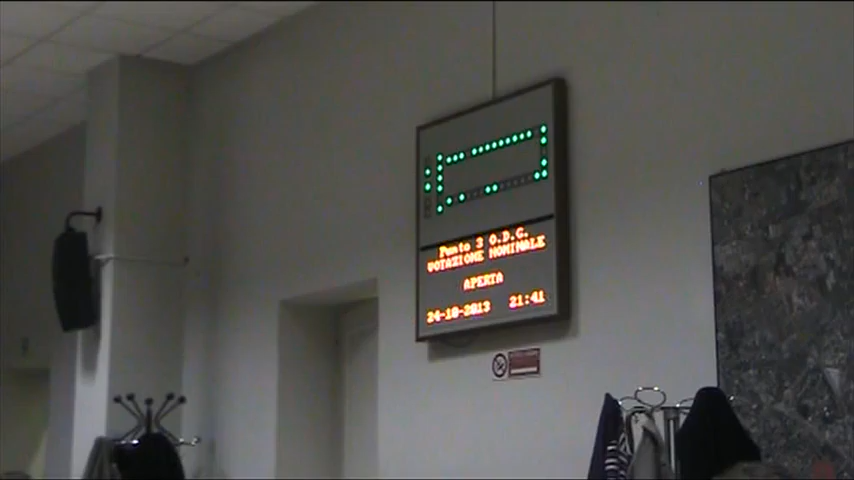 Punto 3 O.D.G.
VOTAZIONE NOMINALE
APERTA
24-10-2013 21:41